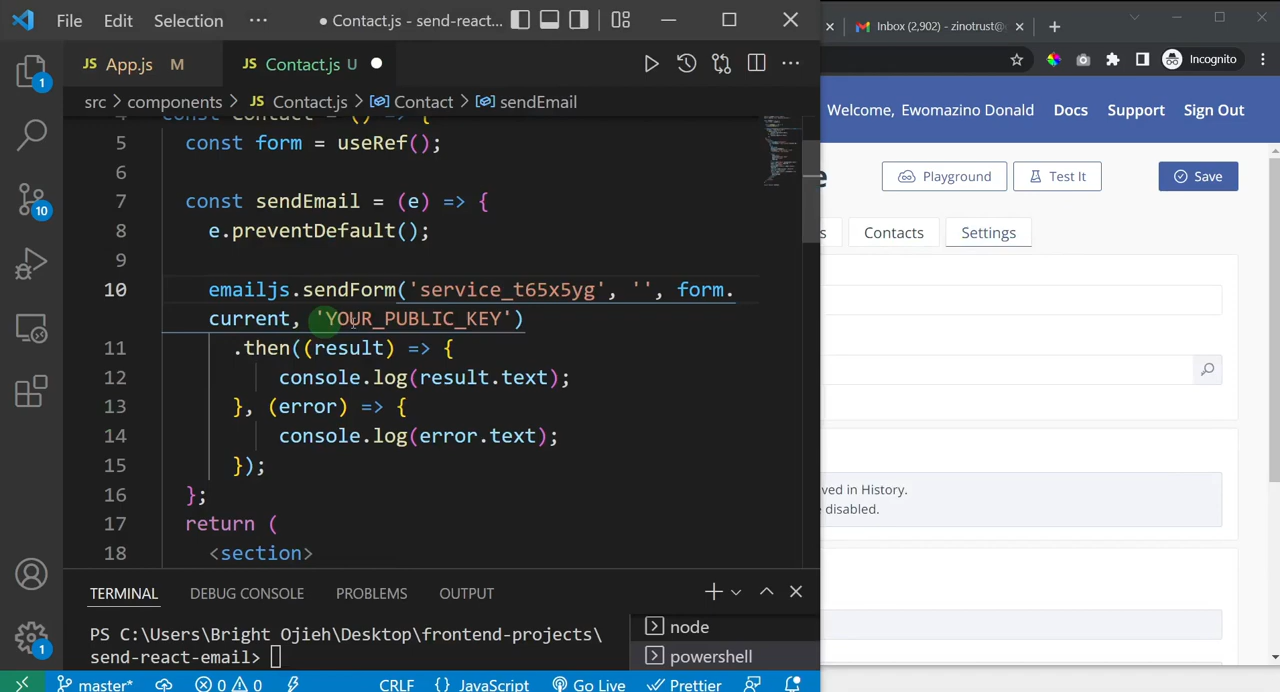 File Edit Selection ··· ● Contact.js - send-react...
Inbox (2,902) - zinotrust@
Incognito
JS App.js M JS Contact.js U
src > components > JS Contact.js > Contact > sendEmail
Welcome, Ewomazino Donald Docs Support Sign Out
Playground Test It Save
Contacts Settings
ved in History.
disabled.
5 const form = useRef();
6
7 const sendEmail = (e) => {
8 e.preventDefault();
9
10 emailjs.sendForm('service_t65x5yg', '', form.
current, 'YOUR_PUBLIC_KEY')
11 .then((result) => {
12 console.log(result.text);
13 }, (error) => {
14 console.log(error.text);
15 });
16 };
17 return (
18 <section>
1
10
1
TERMINAL DEBUG CONSOLE PROBLEMS OUTPUT
PS C:\Users\Bright Ojieh\Desktop\frontend-projects\
send-react-email>
node
powershell
master* 0 0 CRLF {} JavaScript Go Live Prettier